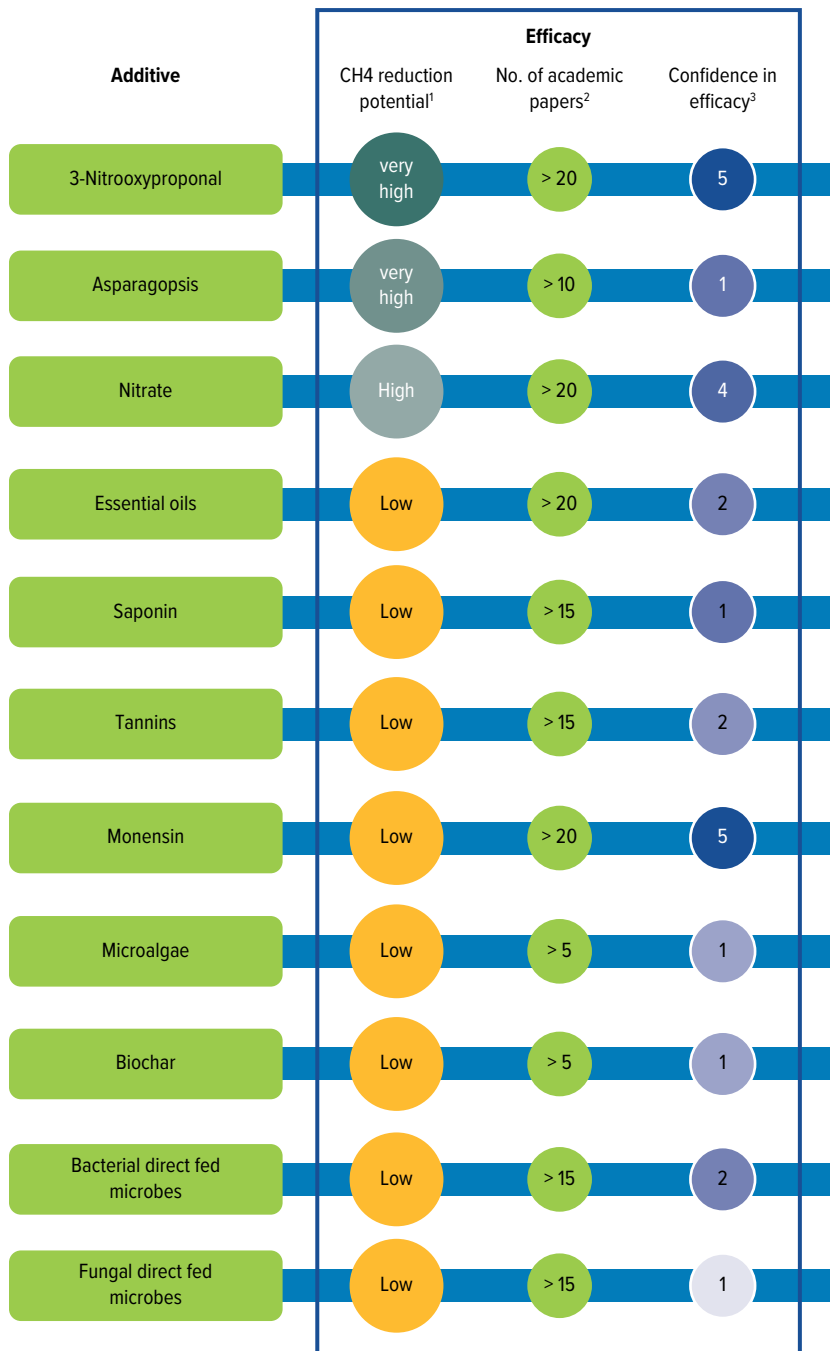 Efficacy
Additive
CH4 reduction
potential¹
No. of academic
papers²
Confidence in
efficacy³
3-Nitrooxyproponal
very
high
> 20
5
Asparagopsis
very
high
> 10
1
Nitrate
High
> 20
4
Essential oils
Low
> 20
2
Saponin
Low
> 15
1
Tannins
Low
> 15
2
Monensin
Low
> 20
5
Microalgae
Low
> 5
1
Biochar
Low
> 5
1
Bacterial direct fed
microbes
Low
> 15
2
Fungal direct fed
microbes
Low
> 15
1